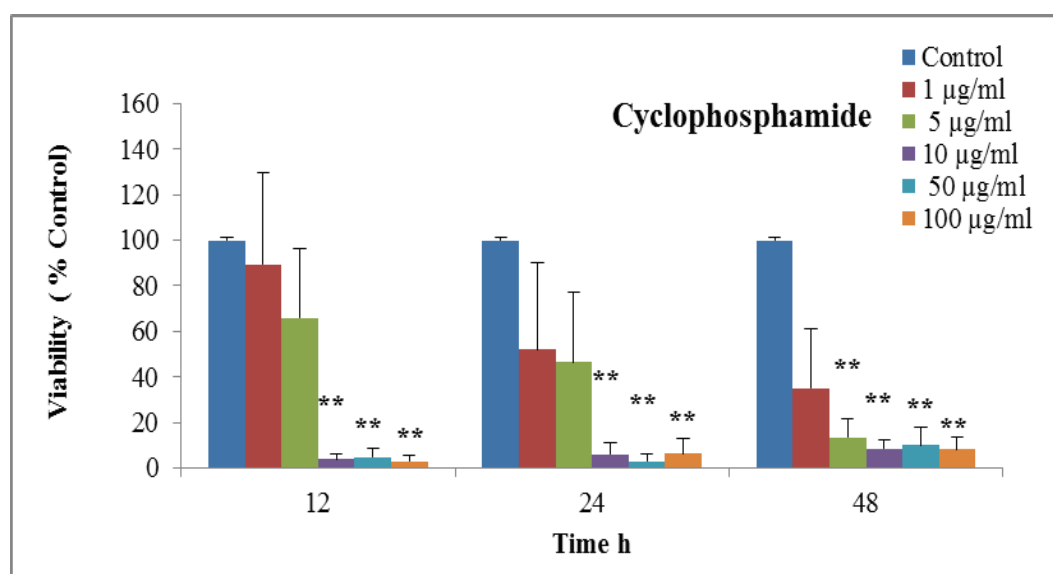 Control
1 µg/ml
5 µg/ml
10 µg/ml
50 µg/ml
100 µg/ml
Cyclophosphamide
Viability ( % Control)
160
140
120
100
80
60
40
20
0
** ** **
** ** **
** ** ** **
12 24 48
Time h